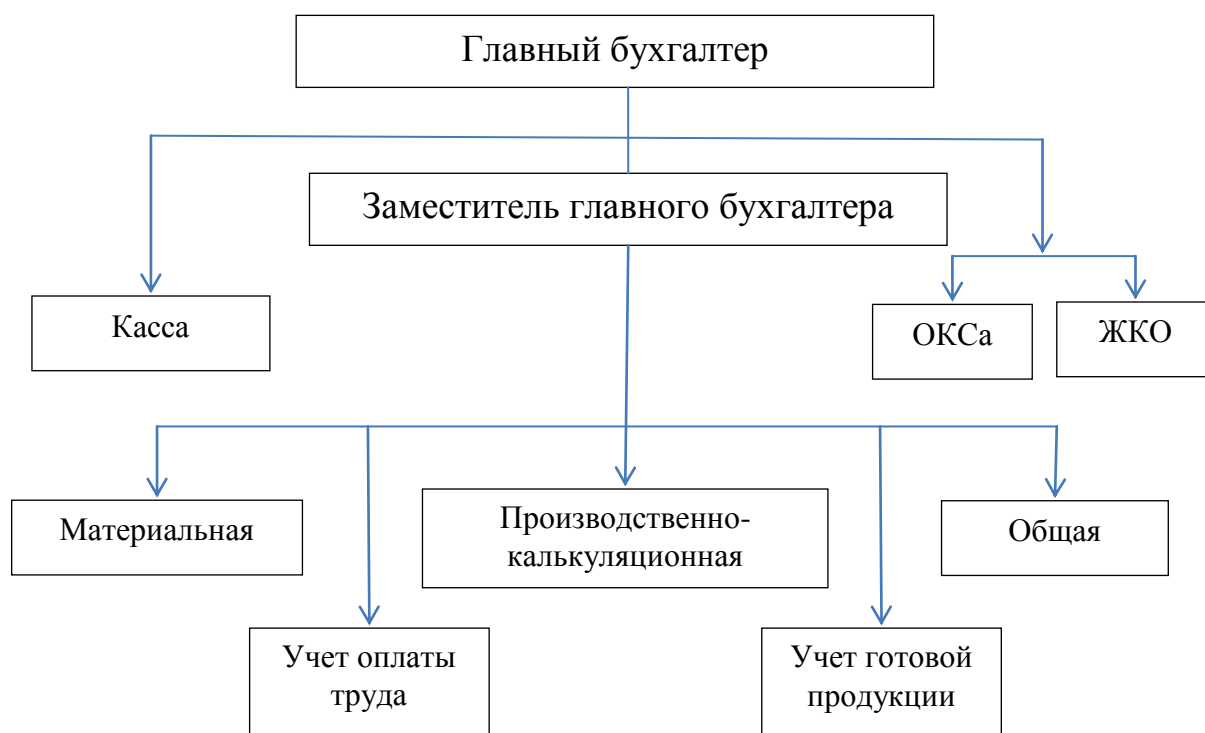 Главный бухгалтер
Заместитель главного бухгалтера
Касса
ОКСа
ЖКО
Материальная
Производственно-
калькуляционная
Общая
Учет оплаты
труда
Учет готовой
продукции